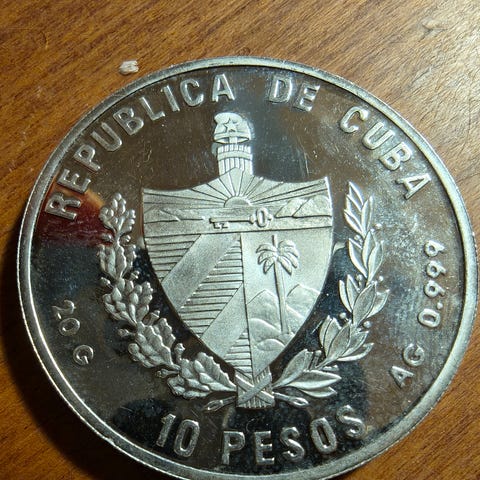 REPUBLICA DE CUBA
20 G
AG 0.999
10 PESOS